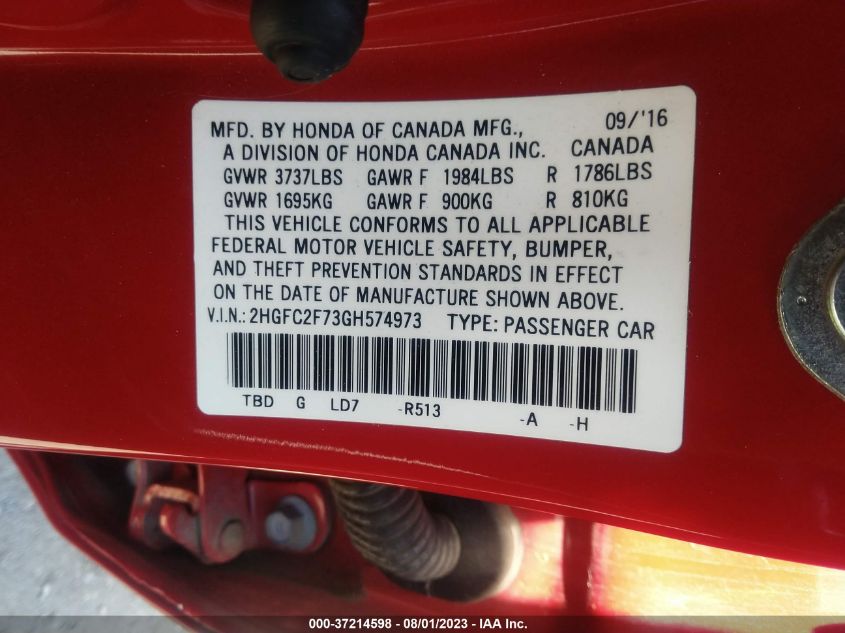 09/'16
MFD. BY HONDA OF CANADA MFG.,
A DIVISION OF HONDA CANADA INC. CANADA
GVWR 3737LBS GAWR F 1984LBS R 1786LBS
GVWR 1695KG GAWR F 900KG R 810KG
THIS VEHICLE CONFORMS TO ALL APPLICABLE
FEDERAL MOTOR VEHICLE SAFETY, BUMPER,
AND THEFT PREVENTION STANDARDS IN EFFECT
ON THE DATE OF MANUFACTURE SHOWN ABOVE.
V.I.N.: 2HGFC2F73GH574973 TYPE: PASSENGER CAR
TBD G LD7 -R513 -A -H
000-37214598 - 08/01/2023 - IAA Inc.